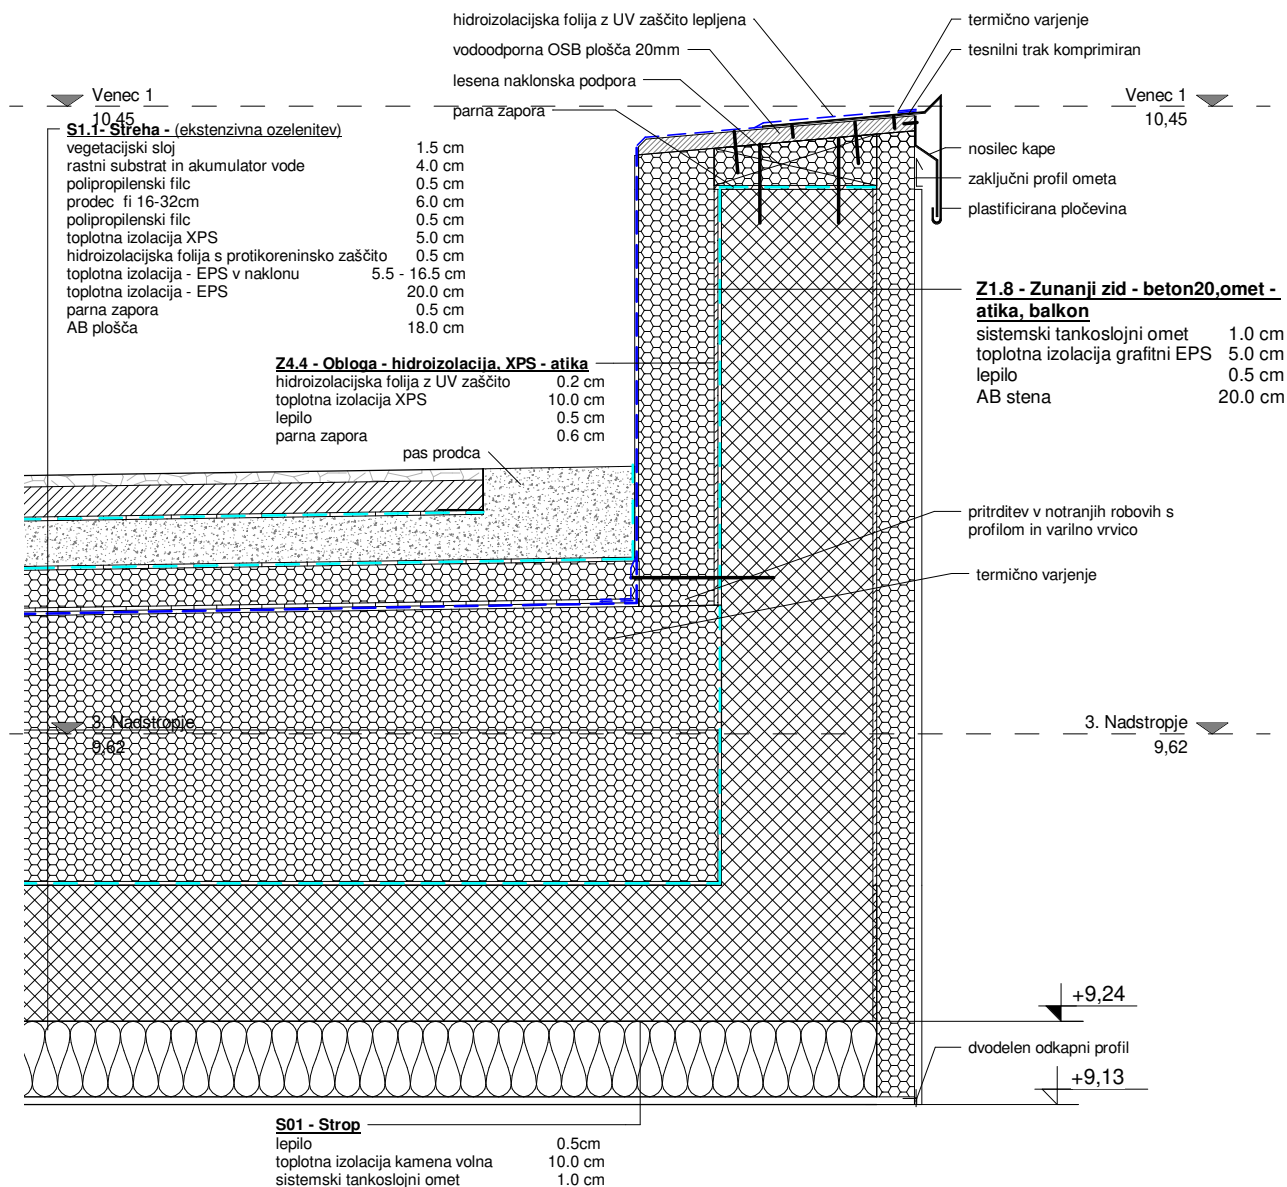 hidroizolacijska folija z UV zaščito lepljena
vodoodporna OSB plošča 20mm
lesena naklonska podpora
parna zapora
termično varjenje
tesnilni trak komprimiran
Venec 1
10,45
Venec 1
10,45
S1.1- Streha - (ekstenzivna ozelenitev)
vegetacijski sloj 1.5 cm
rastni substrat in akumulator vode 4.0 cm
polipropilenski filc 0.5 cm
prodec fi 16-32cm 6.0 cm
polipropilenski filc 0.5 cm
toplotna izolacija XPS 5.0 cm
hidroizolacijska folija s protikoreninsko zaščito 0.5 cm
toplotna izolacija - EPS v naklonu 5.5 - 16.5 cm
toplotna izolacija - EPS 20.0 cm
parna zapora 0.5 cm
AB plošča 18.0 cm
nosilec kape
zaključni profil ometa
plastificirana pločevina
Z1.8 - Zunanji zid - beton20,omet -
atika, balkon
sistemski tankoslojni omet 1.0 cm
toplotna izolacija grafitni EPS 5.0 cm
lepilo 0.5 cm
AB stena 20.0 cm
Z4.4 - Obloga - hidroizolacija, XPS - atika
hidroizolacijska folija z UV zaščito 0.2 cm
toplotna izolacija XPS 10.0 cm
lepilo 0.5 cm
parna zapora 0.6 cm
pas prodca
pritrditev v notranjih robovih s
profilom in varilno vrvico
termično varjenje
3. Nadstropje
9,62
3. Nadstropje
9,62
+9,24
dvodelen odkapni profil
+9,13
S01 - Strop
lepilo 0.5cm
toplotna izolacija kamena volna 10.0 cm
sistemski tankoslojni omet 1.0 cm